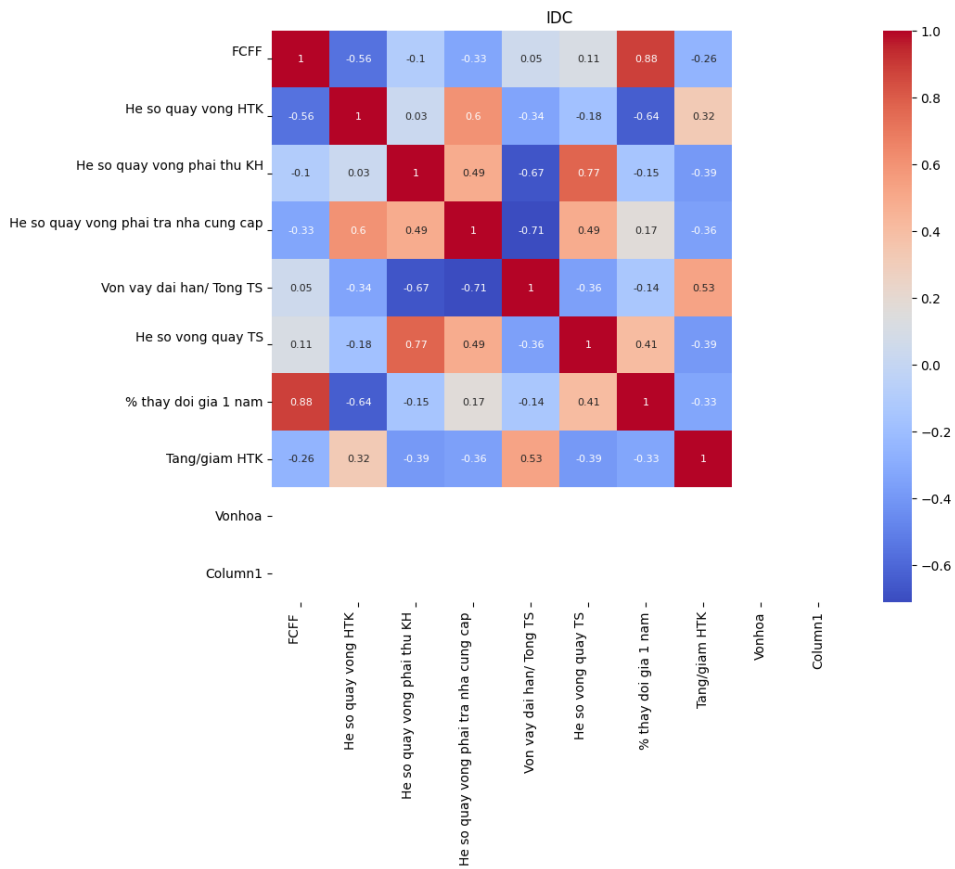 IDC
FCFF 1 -0.56 -0.1 -0.33 0.05 0.11 0.88 -0.26
He so quay vong HTK -0.56 1 0.03 0.6 -0.34 -0.18 -0.64 0.32
He so quay vong phai thu KH -0.1 0.03 1 0.49 -0.67 0.77 -0.15 -0.39
He so quay vong phai tra nha cung cap -0.33 0.6 0.49 1 -0.71 0.49 0.17 -0.36
Von vay dai han/ Tong TS 0.05 -0.34 -0.67 -0.71 1 -0.36 -0.14 0.53
He so vong quay TS 0.11 -0.18 0.77 0.49 -0.36 1 0.41 -0.39
% thay doi gia 1 nam 0.88 -0.64 -0.15 0.17 -0.14 0.41 1 -0.33
Tang/giam HTK -0.26 0.32 -0.39 -0.36 0.53 -0.39 -0.33 1
Vonhoa
Column1
FCFF
He so quay vong HTK
He so quay vong phai thu KH
He so quay vong phai tra nha cung cap
Von vay dai han/ Tong TS
He so vong quay TS
% thay doi gia 1 nam
Tang/giam HTK
Vonhoa
Column1
1.0
0.8
0.6
0.4
0.2
0.0
−0.2
−0.4
−0.6